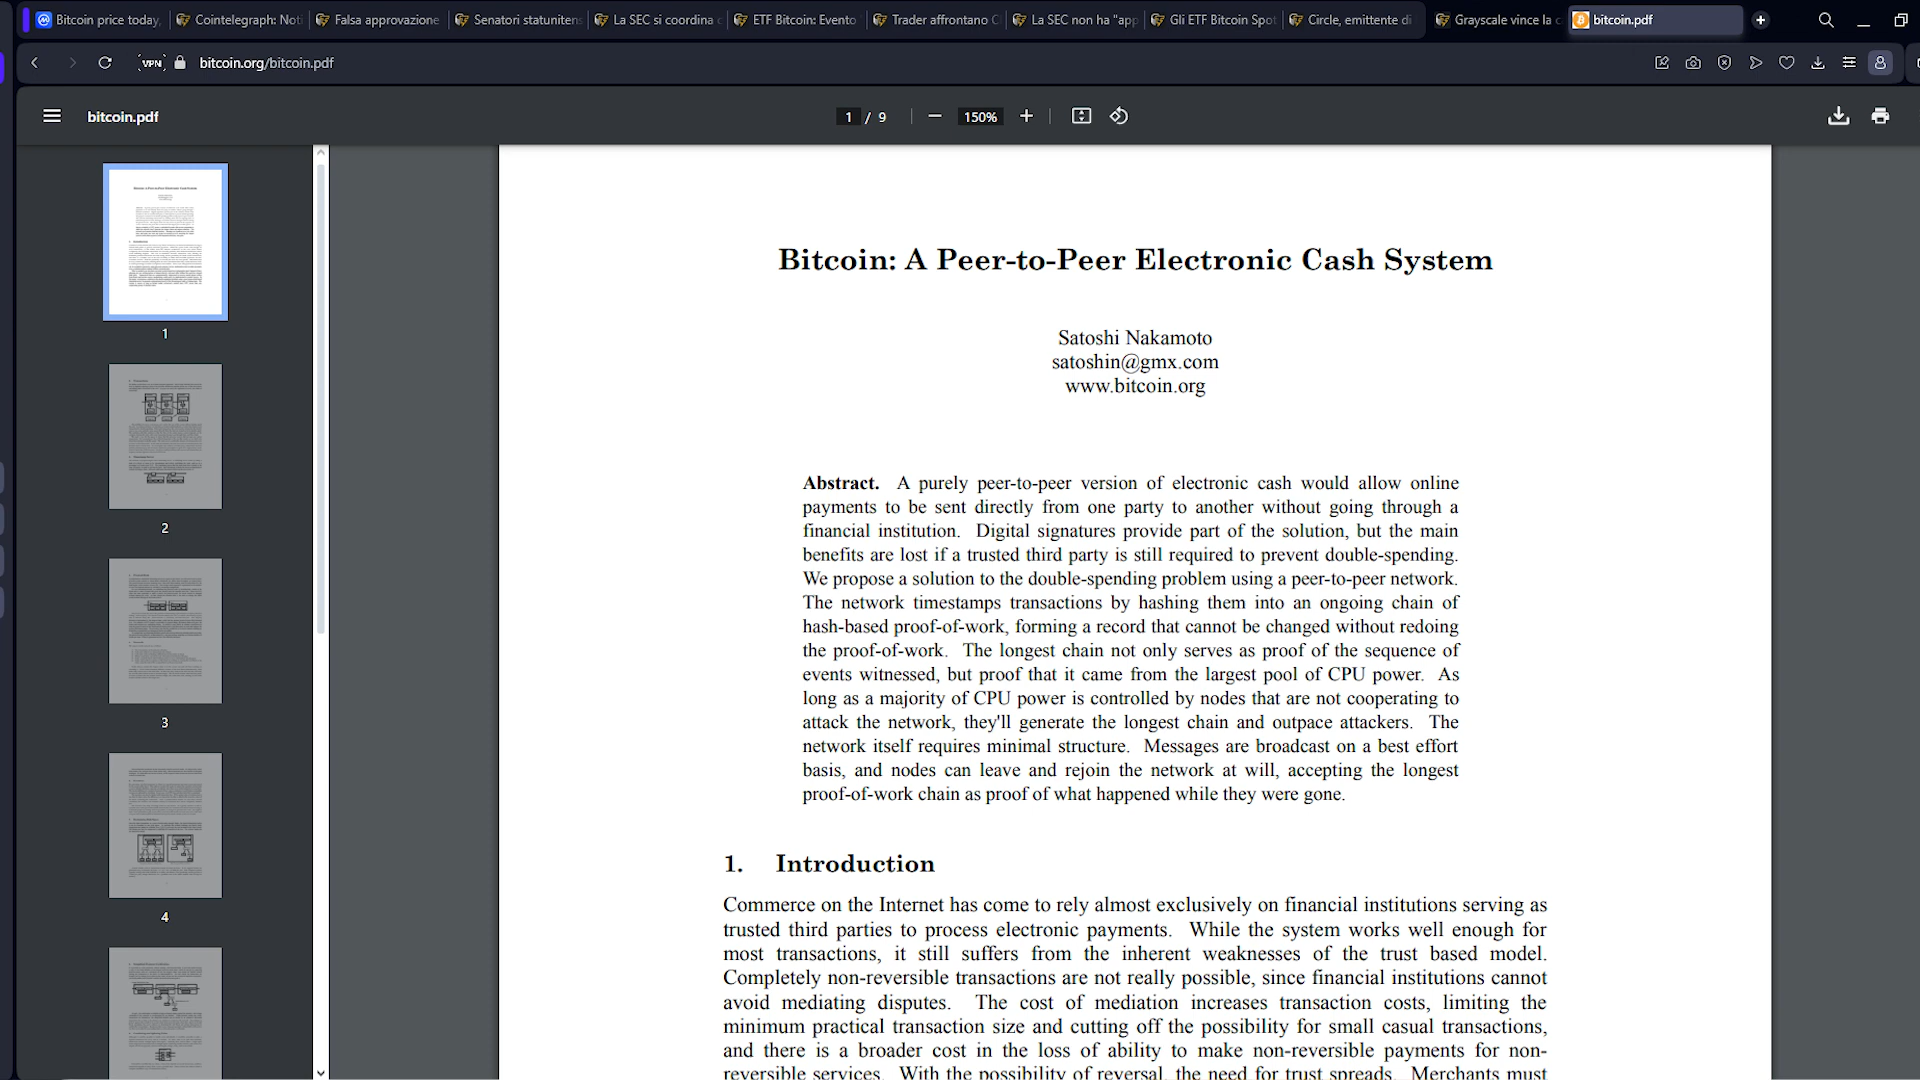 Bitcoin price today,
Cointelegraph: Noti
Falsa approvazione
Senatori statunitens
La SEC si coordina c
ETF Bitcoin: Evento
Trader affrontano C
La SEC non ha "app
Gli ETF Bitcoin Spot
Circle, emittente di
Grayscale vince la c
bitcoin.pdf
VPN
bitcoin.org/bitcoin.pdf
bitcoin.pdf
1 / 9
150%
1
2
3
4
Bitcoin: A Peer-to-Peer Electronic Cash System
Satoshi Nakamoto
satoshin@gmx.com
www.bitcoin.org
Abstract. A purely peer-to-peer version of electronic cash would allow online
payments to be sent directly from one party to another without going through a
financial institution. Digital signatures provide part of the solution, but the main
benefits are lost if a trusted third party is still required to prevent double-spending.
We propose a solution to the double-spending problem using a peer-to-peer network.
The network timestamps transactions by hashing them into an ongoing chain of
hash-based proof-of-work, forming a record that cannot be changed without redoing
the proof-of-work. The longest chain not only serves as proof of the sequence of
events witnessed, but proof that it came from the largest pool of CPU power. As
long as a majority of CPU power is controlled by nodes that are not cooperating to
attack the network, they'll generate the longest chain and outpace attackers. The
network itself requires minimal structure. Messages are broadcast on a best effort
basis, and nodes can leave and rejoin the network at will, accepting the longest
proof-of-work chain as proof of what happened while they were gone.
1. Introduction
Commerce on the Internet has come to rely almost exclusively on financial institutions serving as
trusted third parties to process electronic payments. While the system works well enough for
most transactions, it still suffers from the inherent weaknesses of the trust based model.
Completely non-reversible transactions are not really possible, since financial institutions cannot
avoid mediating disputes. The cost of mediation increases transaction costs, limiting the
minimum practical transaction size and cutting off the possibility for small casual transactions,
and there is a broader cost in the loss of ability to make non-reversible payments for non-
reversible services. With the possibility of reversal, the need for trust spreads. Merchants must